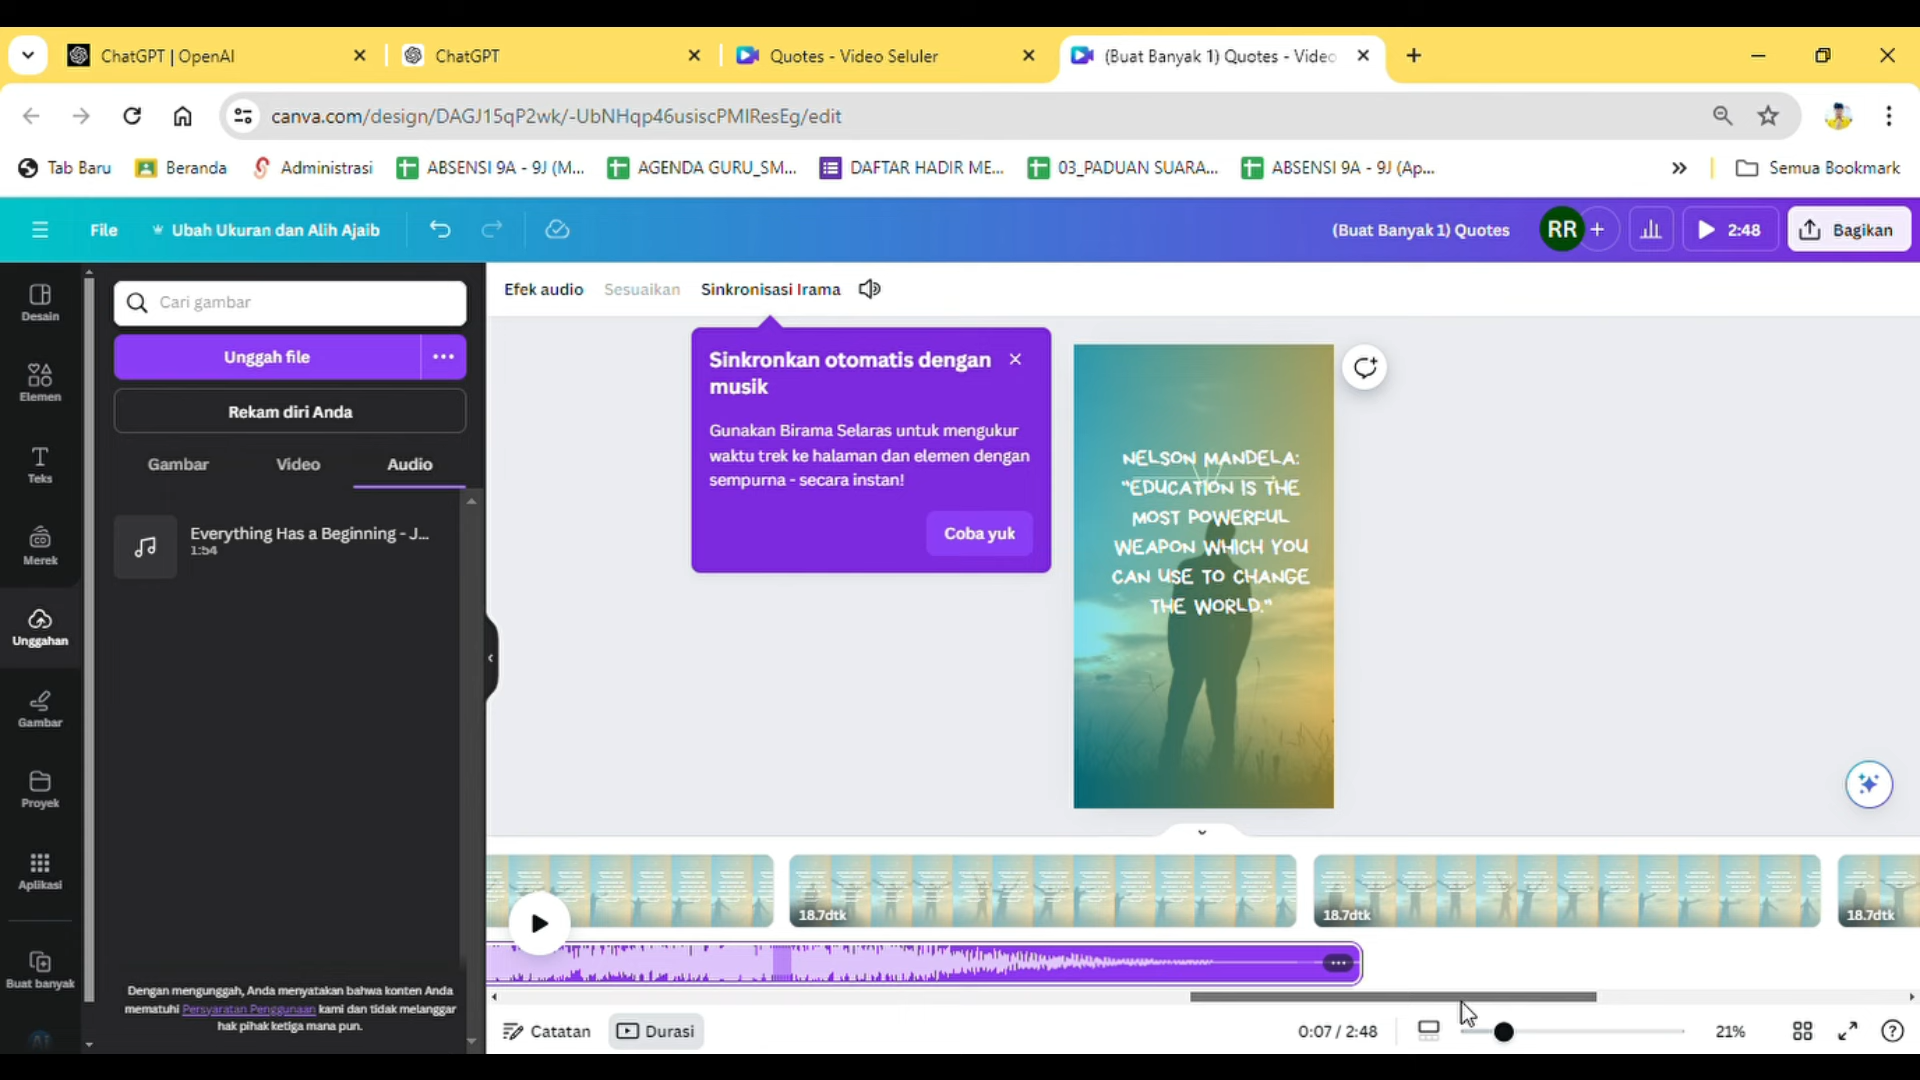 ChatGPT | OpenAI
ChatGPT
Quotes - Video Seluler
(Buat Banyak 1) Quotes - Video
canva.com/design/DAGJ15qP2wk/-UbNHqp46usiscPMIResEg/edit
Tab Baru
Beranda
Administrasi
ABSENSI 9A - 9J (M...
AGENDA GURU_SM...
DAFTAR HADIR ME...
03_PADUAN SUARA...
ABSENSI 9A - 9J (Ap...
Semua Bookmark
File
Ubah Ukuran dan Alih Ajaib
(Buat Banyak 1) Quotes
RR
2:48
Bagikan
Desain
Elemen
Teks
Merek
Unggahan
Gambar
Proyek
Aplikasi
Buat banyak
Cari gambar
Unggah file
Rekam diri Anda
Gambar
Video
Audio
Everything Has a Beginning - J...
1:54
Dengan mengunggah, Anda menyatakan bahwa konten Anda
mematuhi Persyaratan Penggunaan kami dan tidak melanggar
hak pihak ketiga mana pun.
Efek audio
Sesuaikan
Sinkronisasi Irama
Sinkronkan otomatis dengan
musik
Gunakan Birama Selaras untuk mengukur
waktu trek ke halaman dan elemen dengan
sempurna - secara instan!
Coba yuk
NELSON MANDELA:
"EDUCATION IS THE
MOST POWERFUL
WEAPON WHICH YOU
CAN USE TO CHANGE
THE WORLD."
18.7dtk
18.7dtk
18.7dtk
Catatan
Durasi
0:07 / 2:48
21%